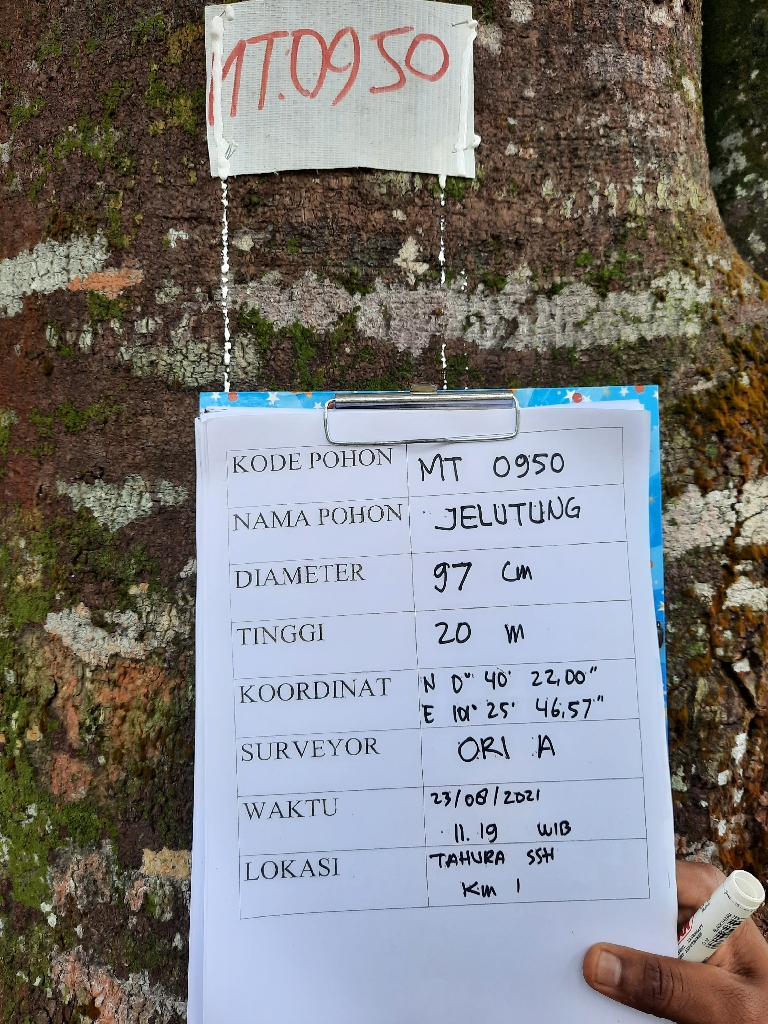 MT.0950
KODE POHON MT 0950
NAMA POHON JELUTUNG
DIAMETER 97 cm
TINGGI 20 m
KOORDINAT N 0° 40' 22,00"
E 101° 25' 46,57"
SURVEYOR ORI A
WAKTU 23/08/2021
11.19 WIB
LOKASI TAHURA SSH
Km 1